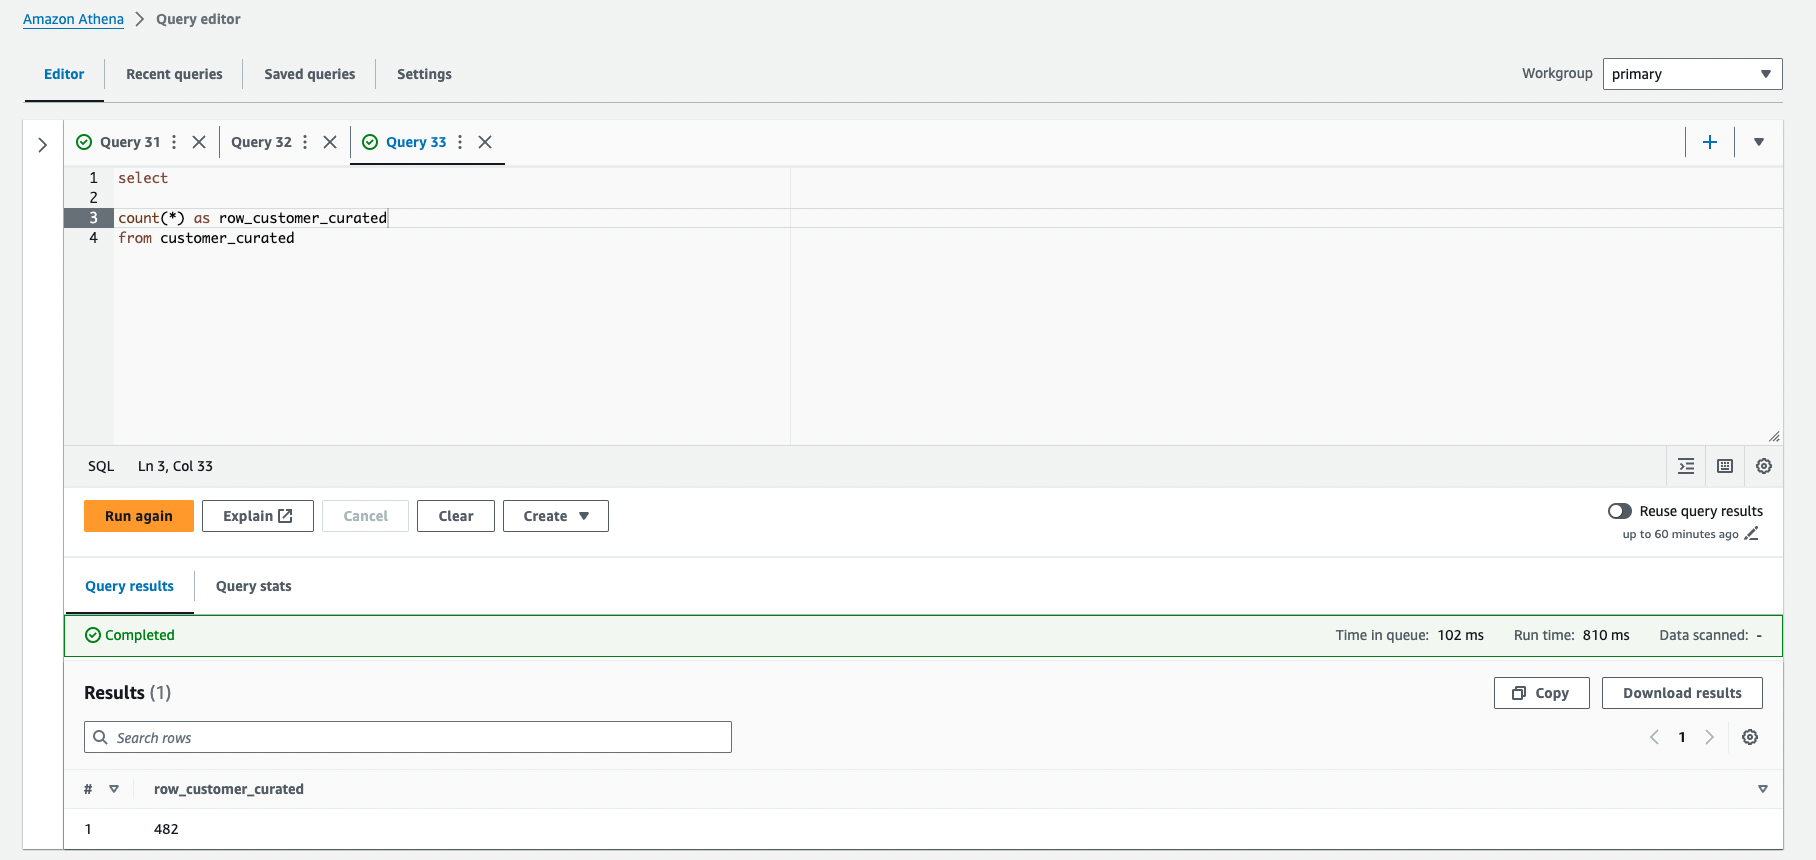 Amazon Athena > Query editor
Editor Recent queries Saved queries Settings Workgroup primary
Query 31 Query 32 Query 33
1 select
2
3 count(*) as row_customer_curated
4 from customer_curated
SQL Ln 3, Col 33
Run again Explain Cancel Clear Create Reuse query results
up to 60 minutes ago
Query results Query stats
Completed Time in queue: 102 ms Run time: 810 ms Data scanned: -
Results (1) Copy Download results
Search rows 1
# row_customer_curated
1 482